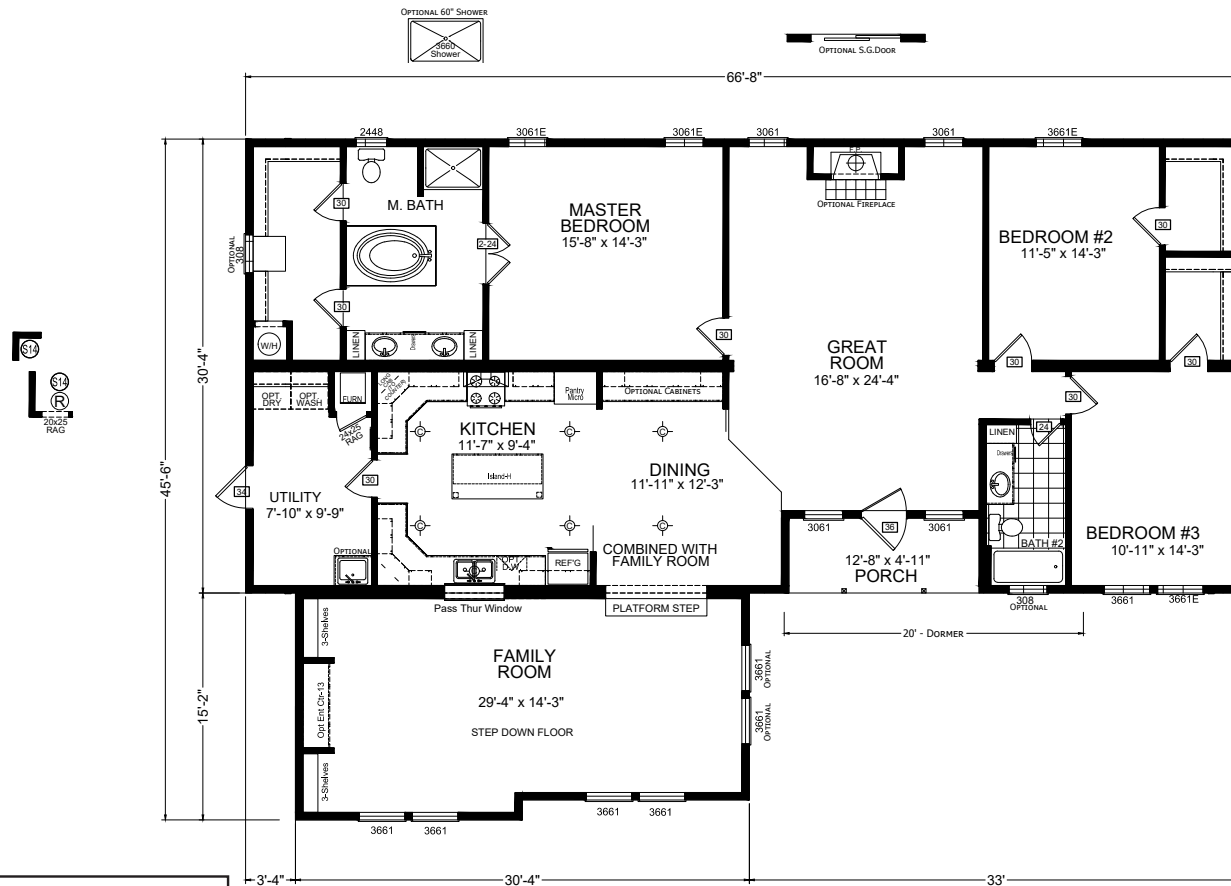 OPTIONAL 60" SHOWER
3660
Shower
OPTIONAL S.G.DOOR
66'-8"
2448
3061E
3061E
3061
3061
3661E
F.P.
OPTIONAL FIREPLACE
M. BATH
30
30
2-24
OPTIONAL
308
W/H
LINEN
Drawers
LINEN
MASTER
BEDROOM
15'-8" x 14'-3"
30
BEDROOM #2
11'-5" x 14'-3"
30
30
30
GREAT
ROOM
16'-8" x 24'-4"
S14
S14
R
20x25
RAG
30'-4"
45'-6"
15'-2"
OPT.
DRY
OPT.
WASH
FURN
24x25
RAG
Pantry
Micro
OPTIONAL CABINETS
34
30
UTILITY
7'-10" x 9'-9"
OPTIONAL
KITCHEN
11'-7" x 9'-4"
C
C
C
C
C
C
Island-H
DINING
11'-11" x 12'-3"
COMBINED WITH
FAMILY ROOM
OPT.
D.W.
REF'G
30
24
LINEN
Drawers
BATH #2
3061
36
3061
12'-8" x 4'-11"
PORCH
BEDROOM #3
10'-11" x 14'-3"
308
OPTIONAL
3661
3661E
20' - DORMER
Pass Thur Window
PLATFORM STEP
3-Shelves
Opt Ent Ctr-13
3-Shelves
FAMILY
ROOM
29'-4" x 14'-3"
STEP DOWN FLOOR
3661
OPTIONAL
3661
OPTIONAL
3661
3661
3661
3661
3'-4"
30'-4"
33'